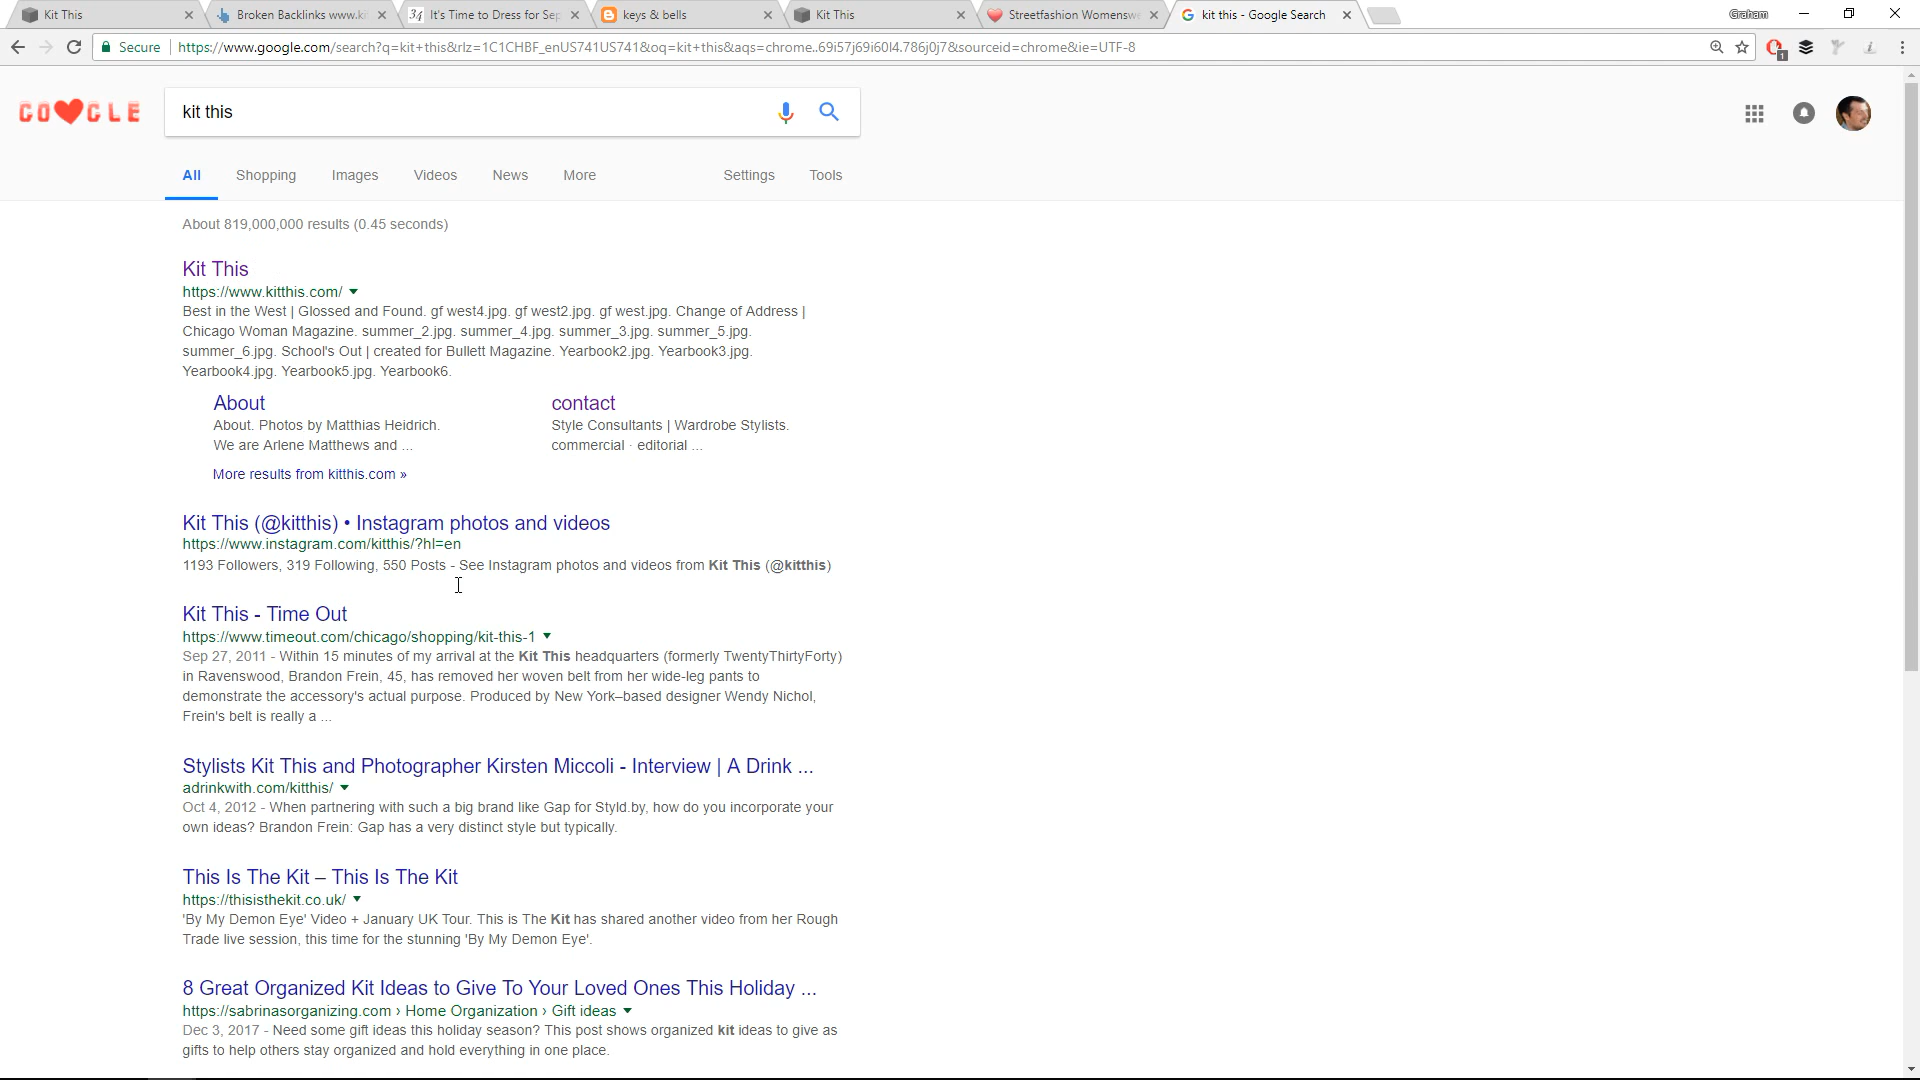 Kit This
Broken Backlinks www.ki
34 It's Time to Dress for Sep
keys & bells
Kit This
Streetfashion Womenswe
kit this - Google Search
Graham
Secure
https://www.google.com/search?q=kit+this&rlz=1C1CHBF_enUS741US741&oq=kit+this&aqs=chrome..69i57j69i60l4.786j0j7&sourceid=chrome&ie=UTF-8
1
GO GLE
kit this
All Shopping Images Videos News More Settings Tools
About 819,000,000 results (0.45 seconds)
Kit This
https://www.kitthis.com/
Best in the West | Glossed and Found. gf west4.jpg. gf west2.jpg. gf west.jpg. Change of Address |
Chicago Woman Magazine. summer_2.jpg. summer_4.jpg. summer_3.jpg. summer_5.jpg.
summer_6.jpg. School's Out | created for Bullett Magazine. Yearbook2.jpg. Yearbook3.jpg.
Yearbook4.jpg. Yearbook5.jpg. Yearbook6.
About
About. Photos by Matthias Heidrich.
We are Arlene Matthews and ...
contact
Style Consultants | Wardrobe Stylists.
commercial · editorial ...
More results from kitthis.com »
Kit This (@kitthis) • Instagram photos and videos
https://www.instagram.com/kitthis/?hl=en
1193 Followers, 319 Following, 550 Posts - See Instagram photos and videos from Kit This (@kitthis)
Kit This - Time Out
https://www.timeout.com/chicago/shopping/kit-this-1
Sep 27, 2011 - Within 15 minutes of my arrival at the Kit This headquarters (formerly TwentyThirtyForty)
in Ravenswood, Brandon Frein, 45, has removed her woven belt from her wide-leg pants to
demonstrate the accessory's actual purpose. Produced by New York–based designer Wendy Nichol,
Frein's belt is really a ...
Stylists Kit This and Photographer Kirsten Miccoli - Interview | A Drink ...
adrinkwith.com/kitthis/
Oct 4, 2012 - When partnering with such a big brand like Gap for Styld.by, how do you incorporate your
own ideas? Brandon Frein: Gap has a very distinct style but typically.
This Is The Kit – This Is The Kit
https://thisisthekit.co.uk/
'By My Demon Eye' Video + January UK Tour. This is The Kit has shared another video from her Rough
Trade live session, this time for the stunning 'By My Demon Eye'.
8 Great Organized Kit Ideas to Give To Your Loved Ones This Holiday ...
https://sabrinasorganizing.com › Home Organization › Gift ideas
Dec 3, 2017 - Need some gift ideas this holiday season? This post shows organized kit ideas to give as
gifts to help others stay organized and hold everything in one place.